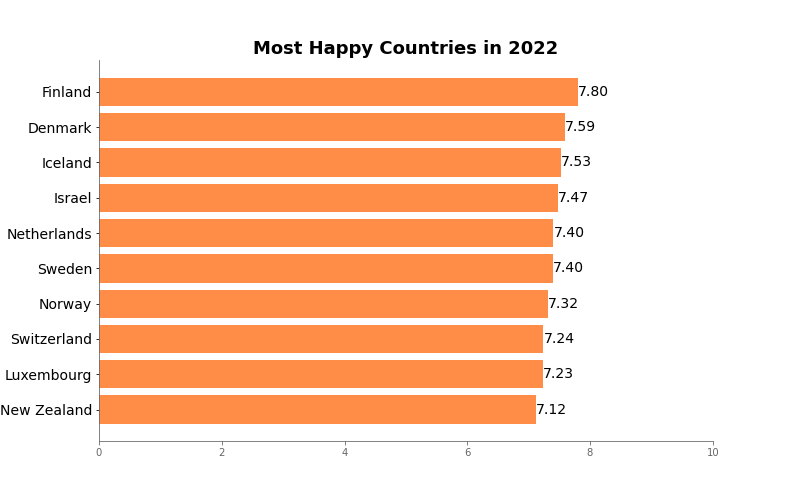 Most Happy Countries in 2022
Finland 7.80
Denmark 7.59
Iceland 7.53
Israel 7.47
Netherlands 7.40
Sweden 7.40
Norway 7.32
Switzerland 7.24
Luxembourg 7.23
New Zealand 7.12
0 2 4 6 8 10